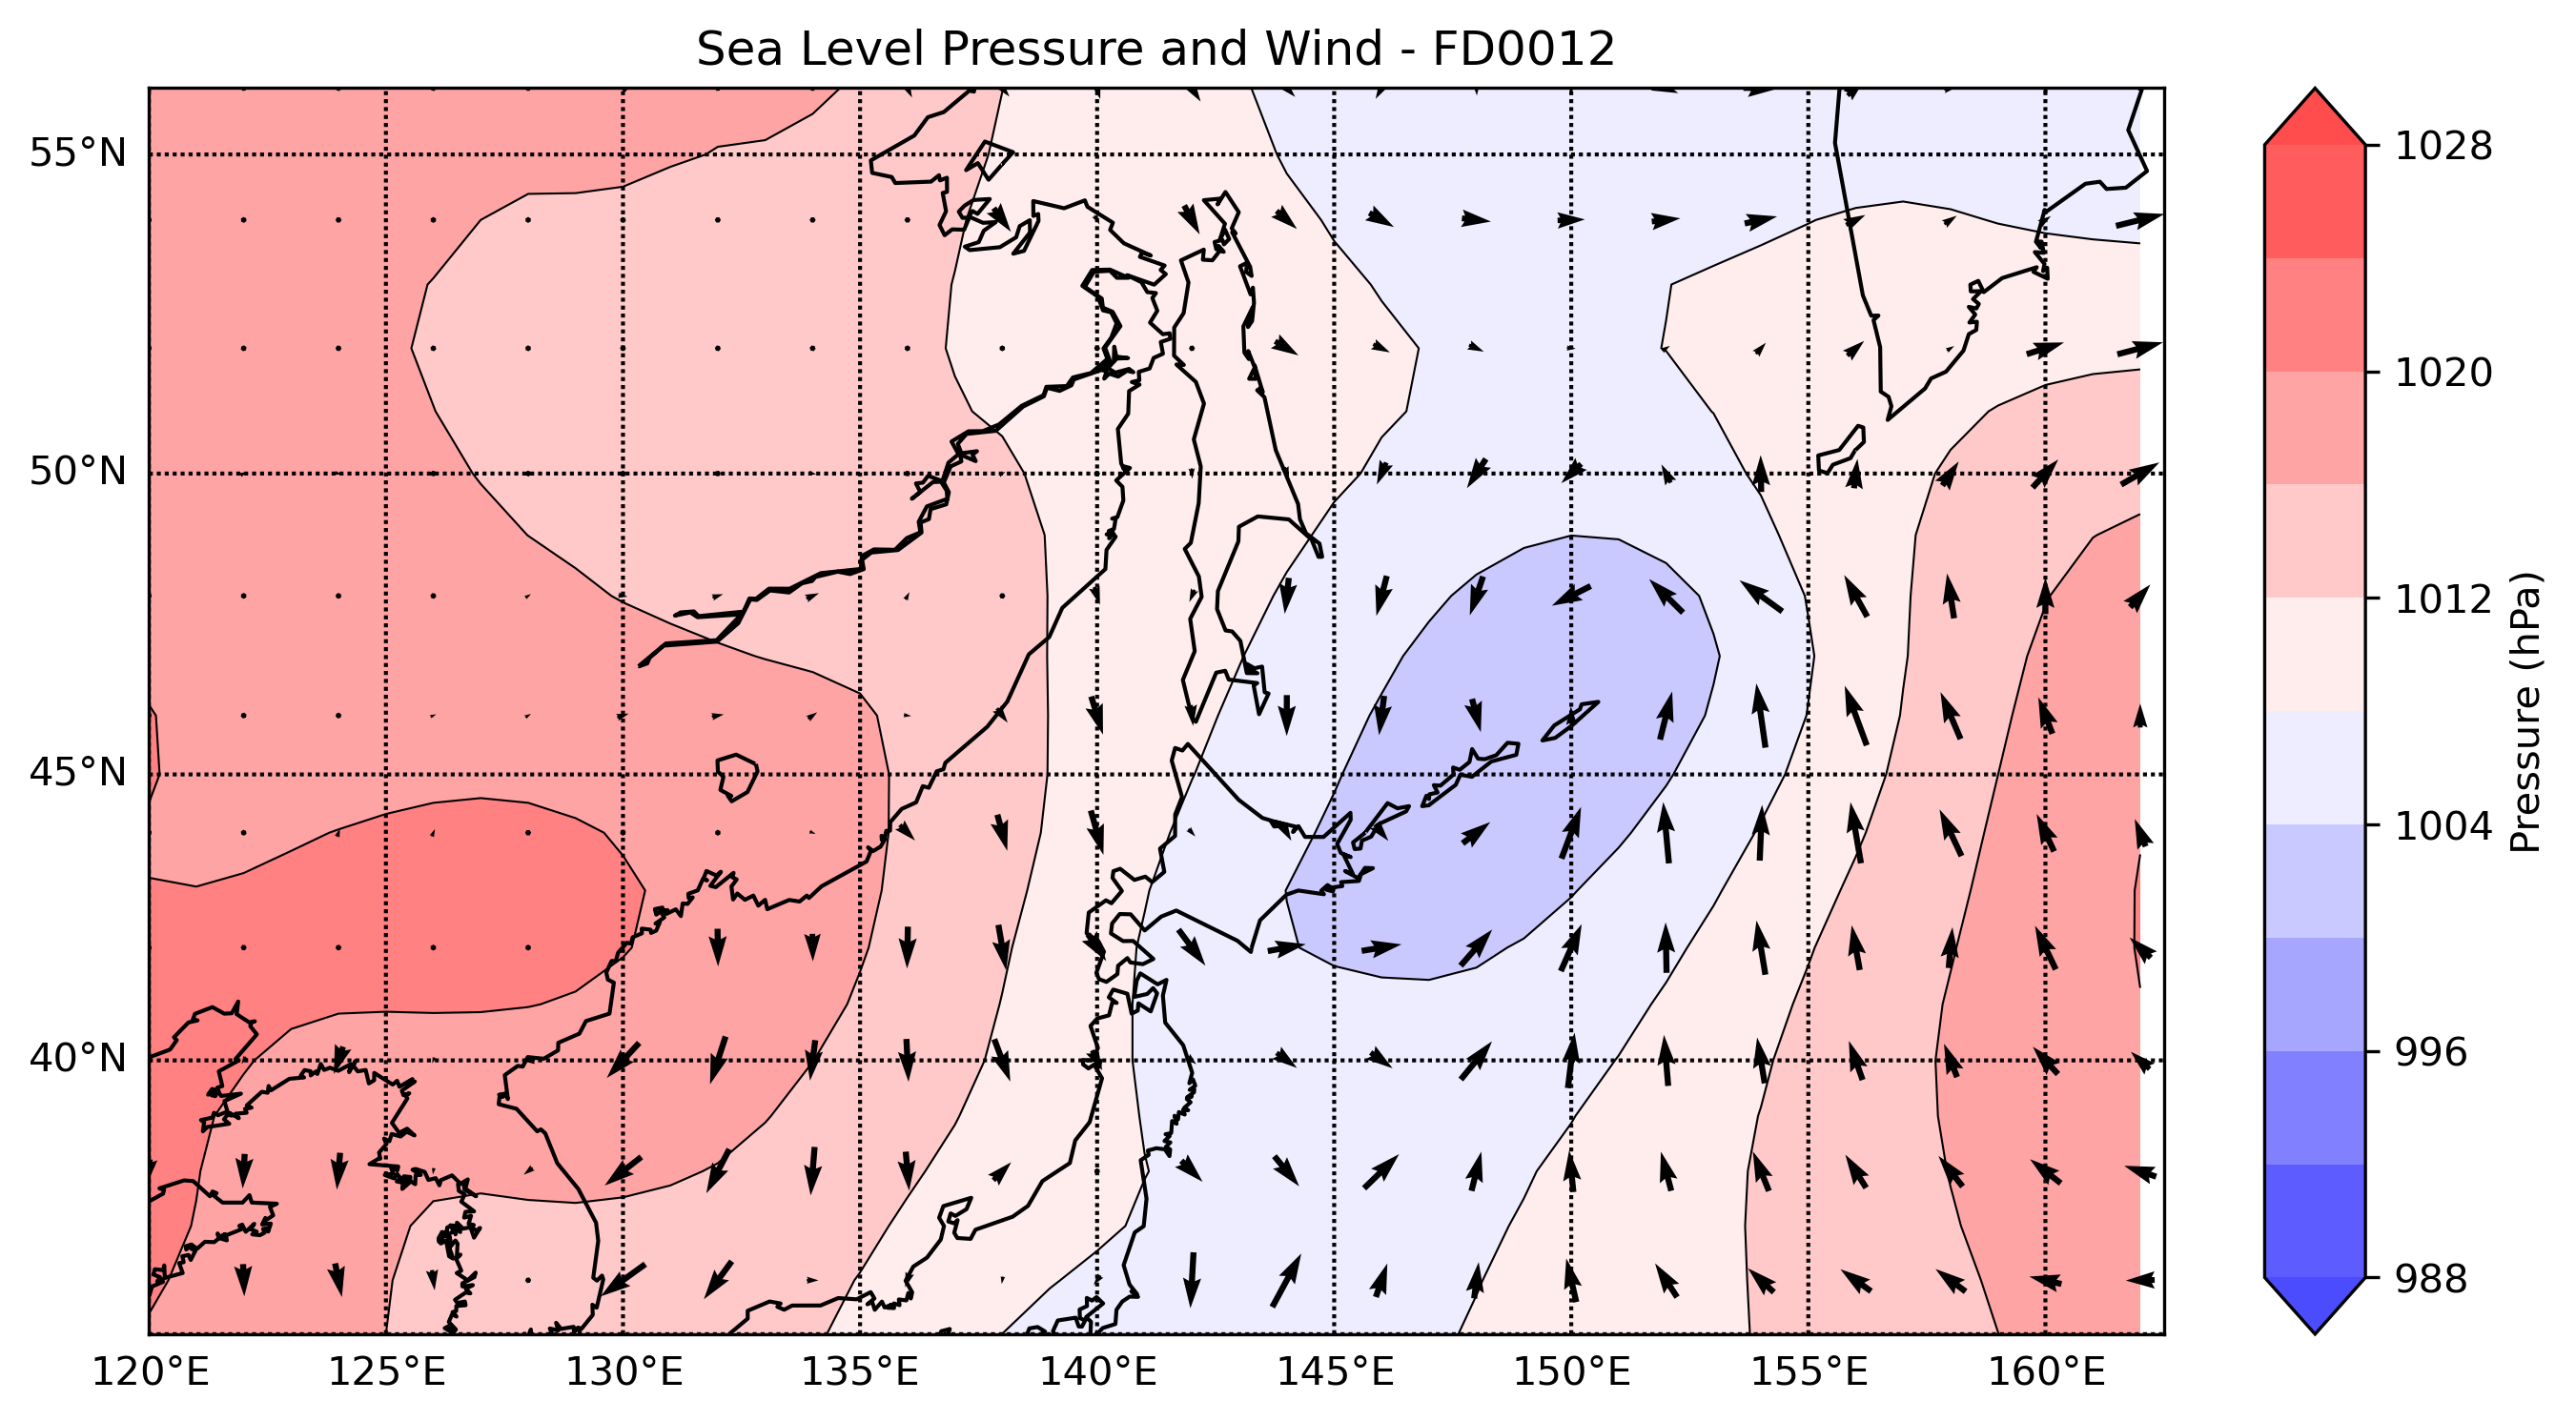 Sea Level Pressure and Wind - FD0012
55°N
50°N
45°N
40°N
120°E 125°E 130°E 135°E 140°E 145°E 150°E 155°E 160°E
1028
1020
1012
1004
996
988
Pressure (hPa)